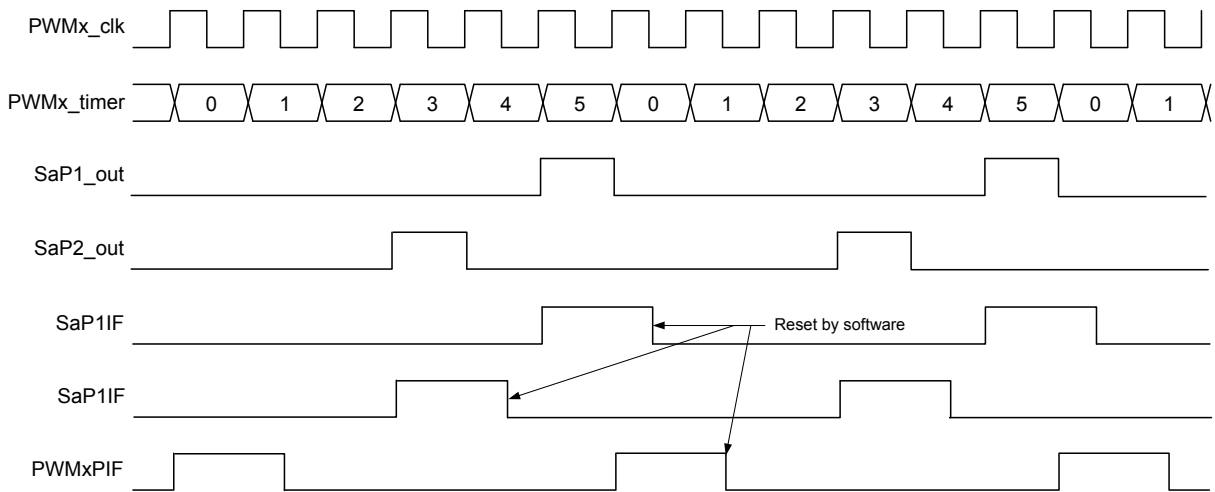 PWMx_clk
PWMx_timer 0 1 2 3 4 5 0 1 2 3 4 5 0 1
SaP1_out
SaP2_out
SaP1IF
Reset by software
SaP1IF
PWMxPIF